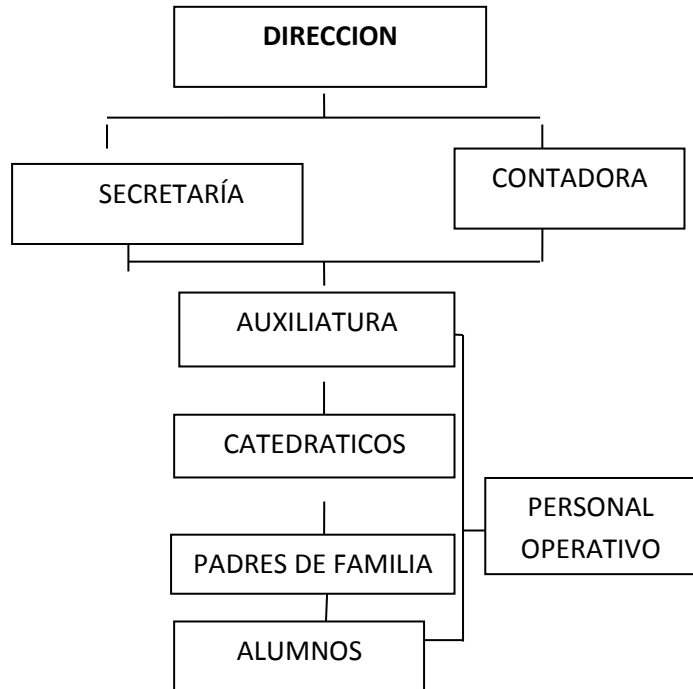 DIRECCION
SECRETARÍA
CONTADORA
AUXILIATURA
CATEDRATICOS
PERSONAL
OPERATIVO
PADRES DE FAMILIA
ALUMNOS